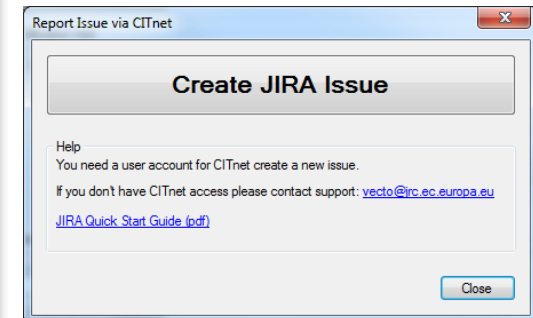 Report Issue via CITnet
Create JIRA Issue
Help
You need a user account for CITnet create a new issue.
If you don't have CITnet access please contact support: vecto@jrc.ec.europa.eu
JIRA Quick Start Guide (pdf)
Close